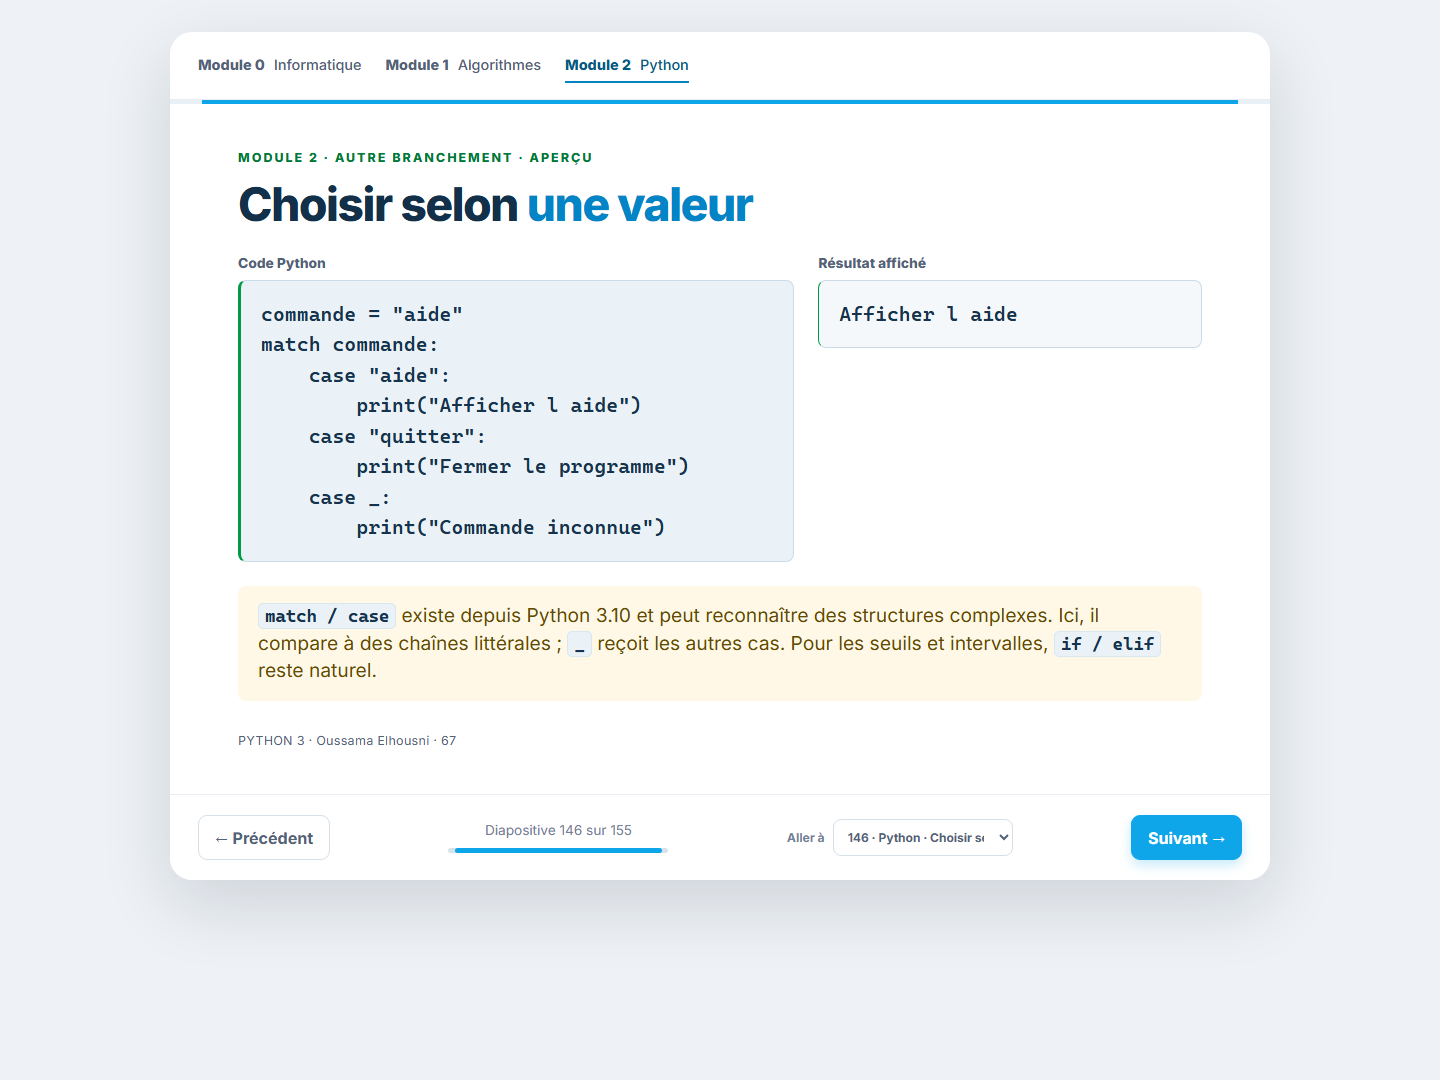 Module 0 Informatique Module 1 Algorithmes Module 2 Python
MODULE 2 · AUTRE BRANCHEMENT · APERÇU
Choisir selon une valeur
Code Python
commande = "aide"
match commande:
    case "aide":
        print("Afficher l aide")
    case "quitter":
        print("Fermer le programme")
    case _:
        print("Commande inconnue")
Résultat affiché
Afficher l aide
match / case existe depuis Python 3.10 et peut reconnaître des structures complexes. Ici, il
compare à des chaînes littérales ; _ reçoit les autres cas. Pour les seuils et intervalles, if / elif
reste naturel.
PYTHON 3 · Oussama Elhousni · 67
← Précédent
Diapositive 146 sur 155
Aller à
146 · Python · Choisir se
Suivant →